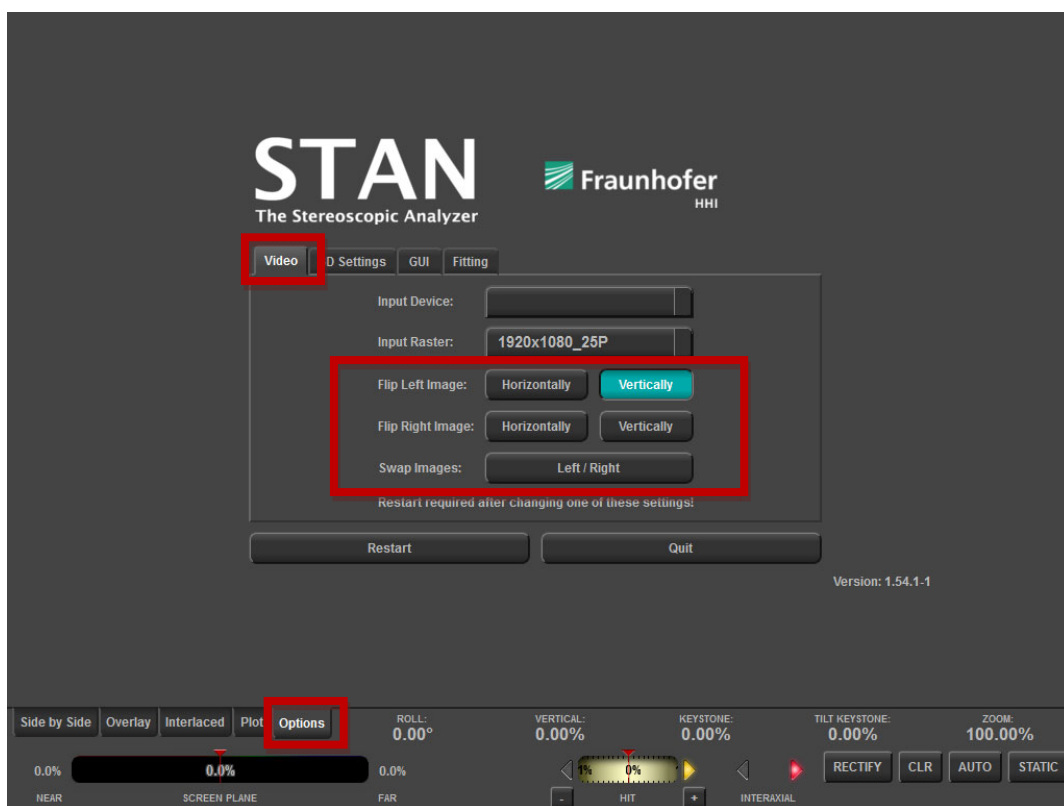 STAN
The Stereoscopic Analyzer
Fraunhofer
HHI
Video D Settings GUI Fitting
Input Device:
Input Raster: 1920x1080_25P
Flip Left Image: Horizontally Vertically
Flip Right Image: Horizontally Vertically
Swap Images: Left / Right
Restart required after changing one of these settings!
Restart Quit
Version: 1.54.1-1
Side by Side Overlay Interlaced Plot Options
ROLL: VERTICAL: KEYSTONE: TILT KEYSTONE: ZOOM:
0.00° 0.00% 0.00% 0.00% 100.00%
0.0% 0.0% 0.0% 1% 0% RECTIFY CLR AUTO STATIC
NEAR SCREEN PLANE FAR - HIT + INTERAXIAL